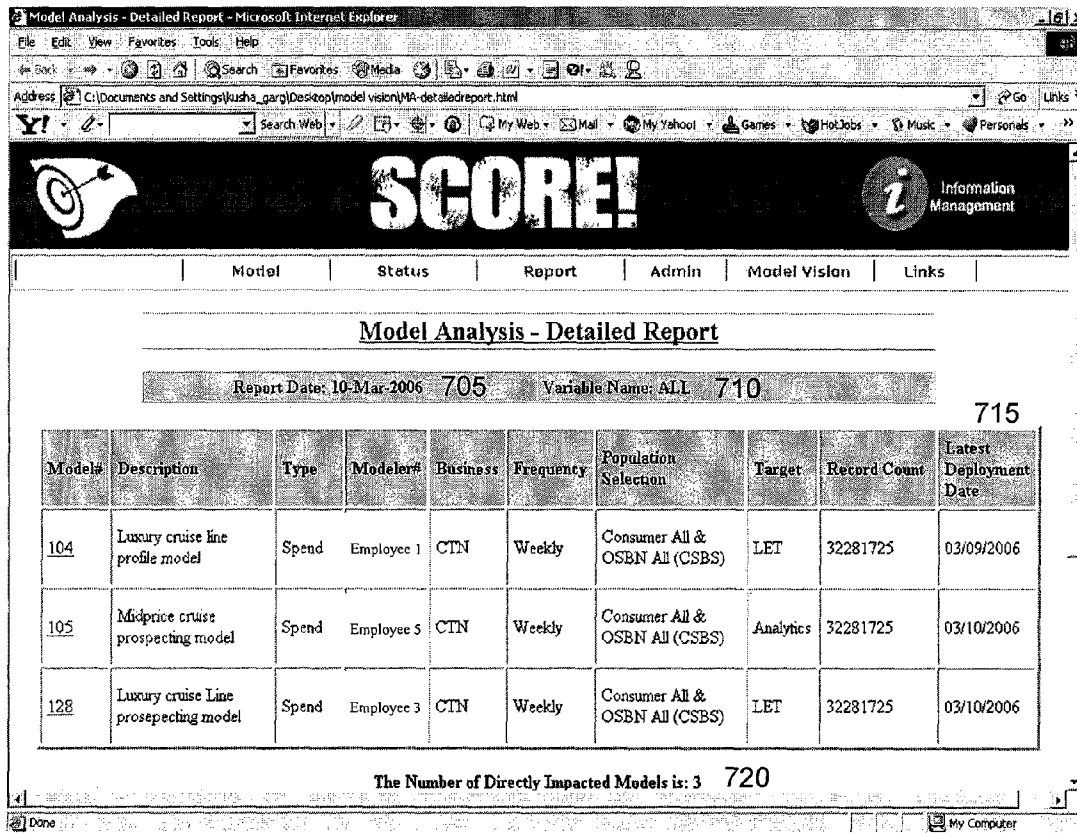 Model Analysis - Detailed Report - Microsoft Internet Explorer
File Edit View Favorites Tools Help
Back Search Favorites Media
Address C:\Documents and Settings\kusha_garg\Desktop\model vision\MA-detailedreport.html Go Links
Y! Search Web My Web Mail My Yahoo! Games HotJobs Music Personals
SCORE!
i Information Management
Model Status Report Admin Model Vision Links
Model Analysis - Detailed Report
Report Date: 10-Mar-2006 705 Variable Name: ALL 710
715
Model# Description Type Modeler# Business Frequency Population Selection Target Record Count Latest Deployment Date
104 Luxury cruise line profile model Spend Employee 1 CTN Weekly Consumer All & OSBN All (CSBS) LET 32281725 03/09/2006
105 Midprice cruise prospecting model Spend Employee 5 CTN Weekly Consumer All & OSBN All (CSBS) Analytics 32281725 03/10/2006
128 Luxury cruise Line prosepecting model Spend Employee 3 CTN Weekly Consumer All & OSBN All (CSBS) LET 32281725 03/10/2006
The Number of Directly Impacted Models is: 3 720
Done My Computer